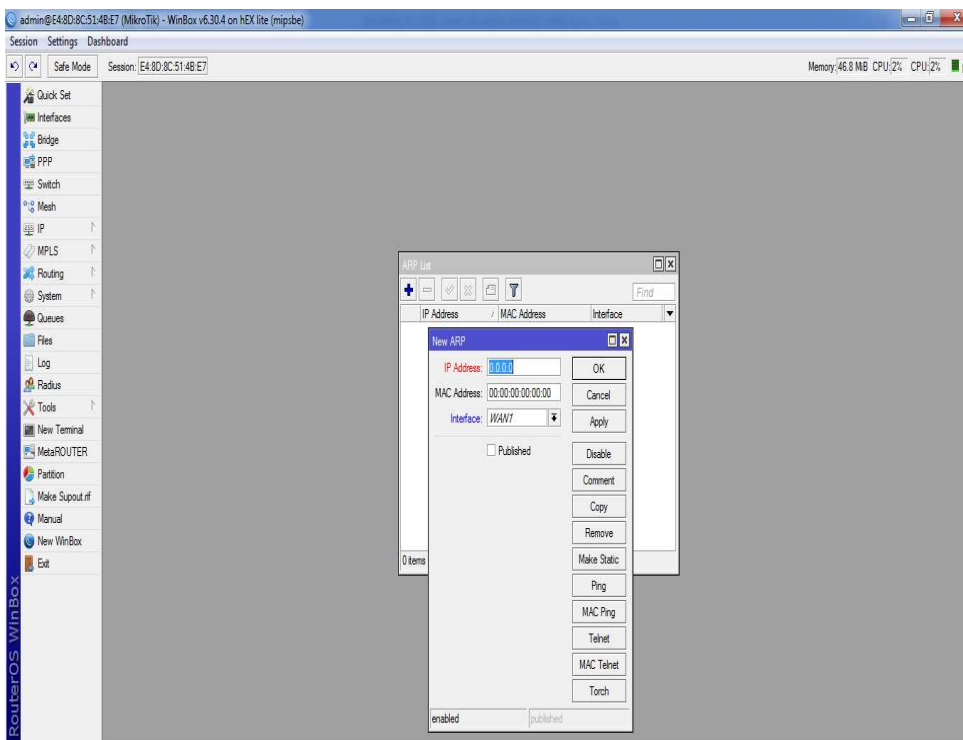 admin@E4:8D:8C:51:4B:E7 (MikroTik) - WinBox v6.30.4 on hEX lite (mipsbe)
Session Settings Dashboard
Safe Mode Session: E4:8D:8C:51:4B:E7 Memory: 46.8 MiB CPU: 2% CPU: 2%
Quick Set
Interfaces
Bridge
PPP
Switch
Mesh
IP
MPLS
Routing
System
Queues
Files
Log
Radius
Tools
New Terminal
MetaROUTER
Partition
Make Supout.rif
Manual
New WinBox
Exit
RouterOS WinBox
ARP List
Find
IP Address MAC Address Interface
0 items
New ARP
IP Address: 0.0.0.0
MAC Address: 00:00:00:00:00:00
Interface: WAN1
Published
OK
Cancel
Apply
Disable
Comment
Copy
Remove
Make Static
Ping
MAC Ping
Telnet
MAC Telnet
Torch
enabled published